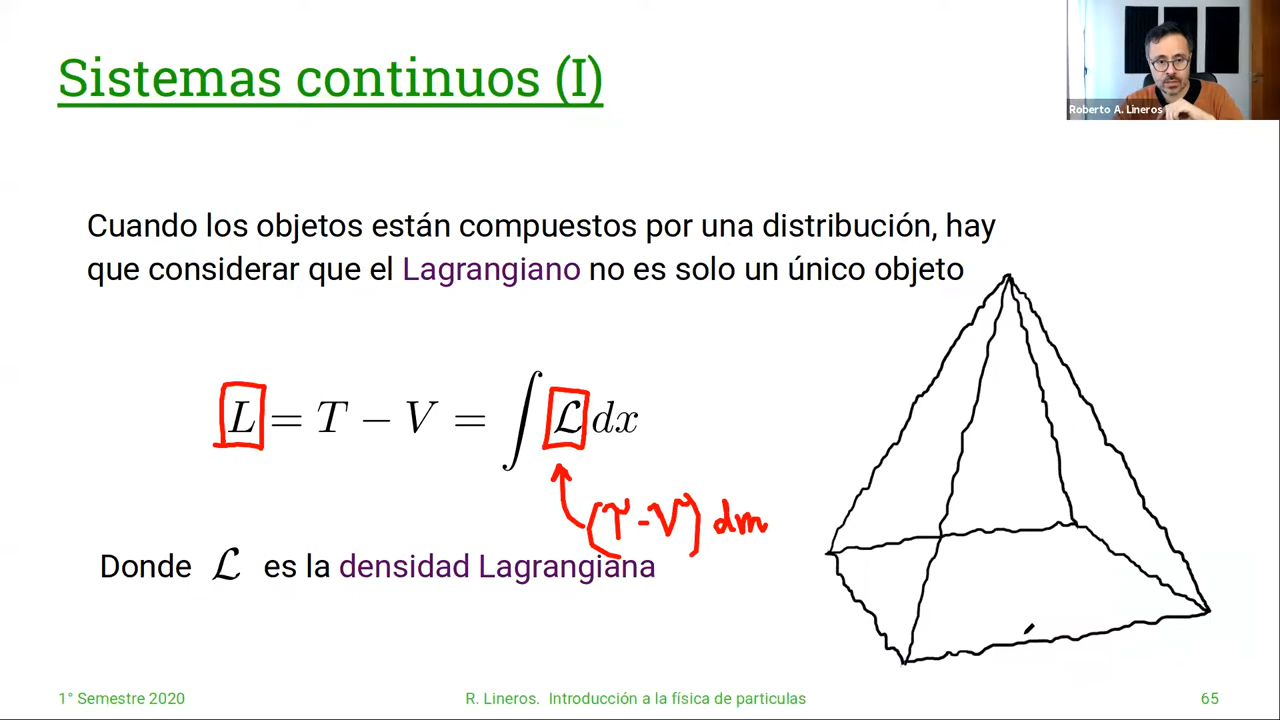 Sistemas continuos (I)
Roberto A. Lineros
Cuando los objetos están compuestos por una distribución, hay
que considerar que el Lagrangiano no es solo un único objeto
L = T − V = ∫ ℒ dx
(T - V) dm
Donde ℒ es la densidad Lagrangiana
1° Semestre 2020
R. Lineros. Introducción a la física de particulas
65